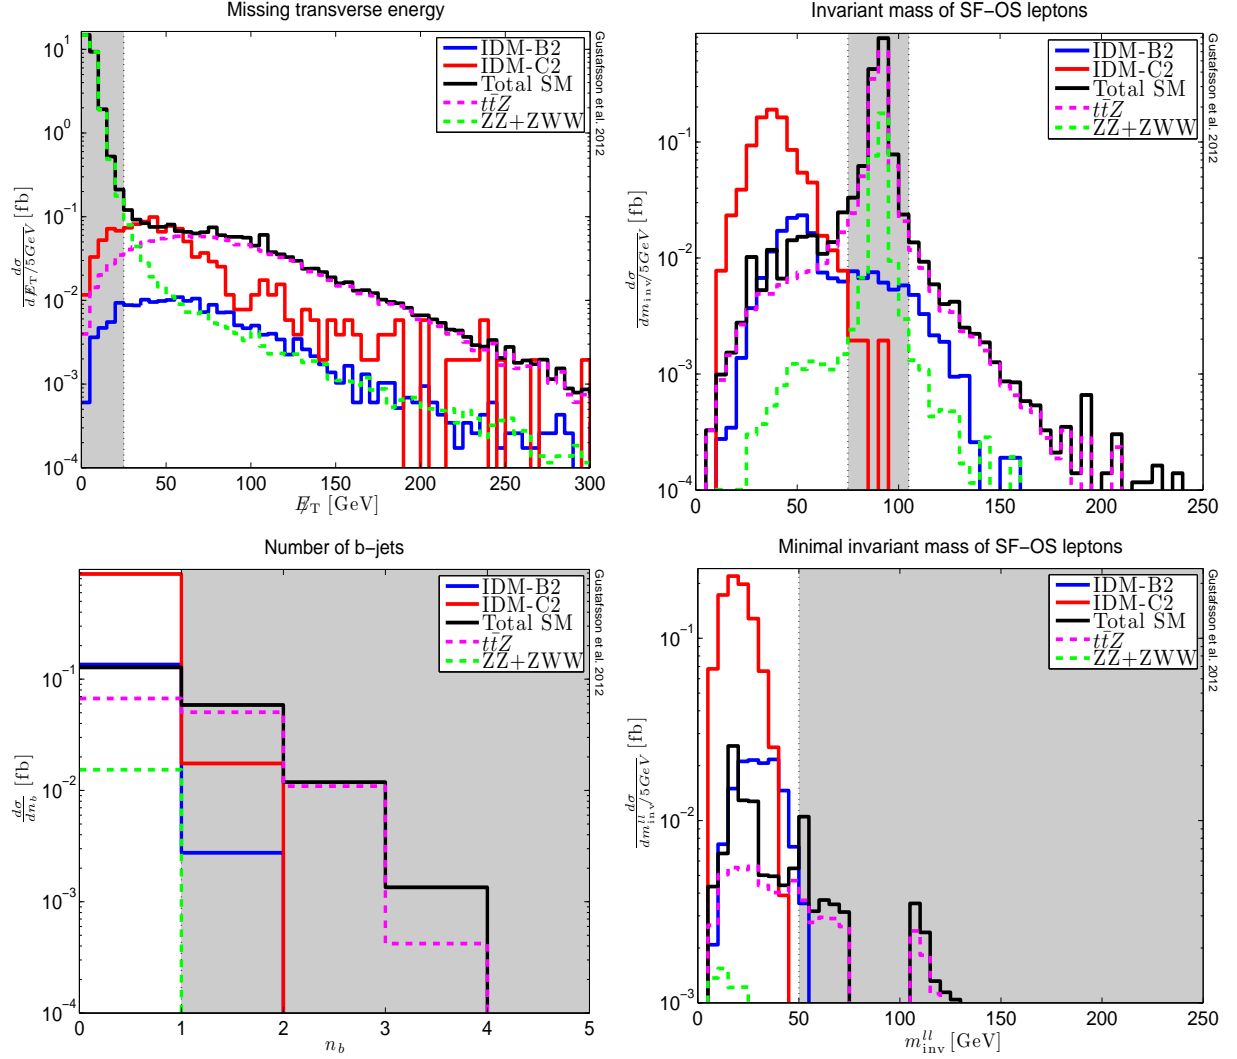 Missing transverse energy
IDM-B2
IDM-C2
Total SM
tt̄Z
ZZ+ZWW
Gustafsson et al. 2012
dσ/dE̸_T/5GeV [fb]
10^1
10^0
10^-1
10^-2
10^-3
10^-4
0 50 100 150 200 250 300
E̸_T [GeV]
Invariant mass of SF−OS leptons
IDM-B2
IDM-C2
Total SM
tt̄Z
ZZ+ZWW
Gustafsson et al. 2012
dσ/dm_inv/5GeV [fb]
10^-1
10^-2
10^-3
10^-4
0 50 100 150 200 250
Number of b−jets
IDM-B2
IDM-C2
Total SM
tt̄Z
ZZ+ZWW
Gustafsson et al. 2012
dσ/dn_b [fb]
10^-1
10^-2
10^-3
10^-4
0 1 2 3 4 5
n_b
Minimal invariant mass of SF−OS leptons
IDM-B2
IDM-C2
Total SM
tt̄Z
ZZ+ZWW
Gustafsson et al. 2012
dσ/dm^ll_inv/5GeV [fb]
10^-1
10^-2
10^-3
0 50 100 150 200 250
m^ll_inv [GeV]